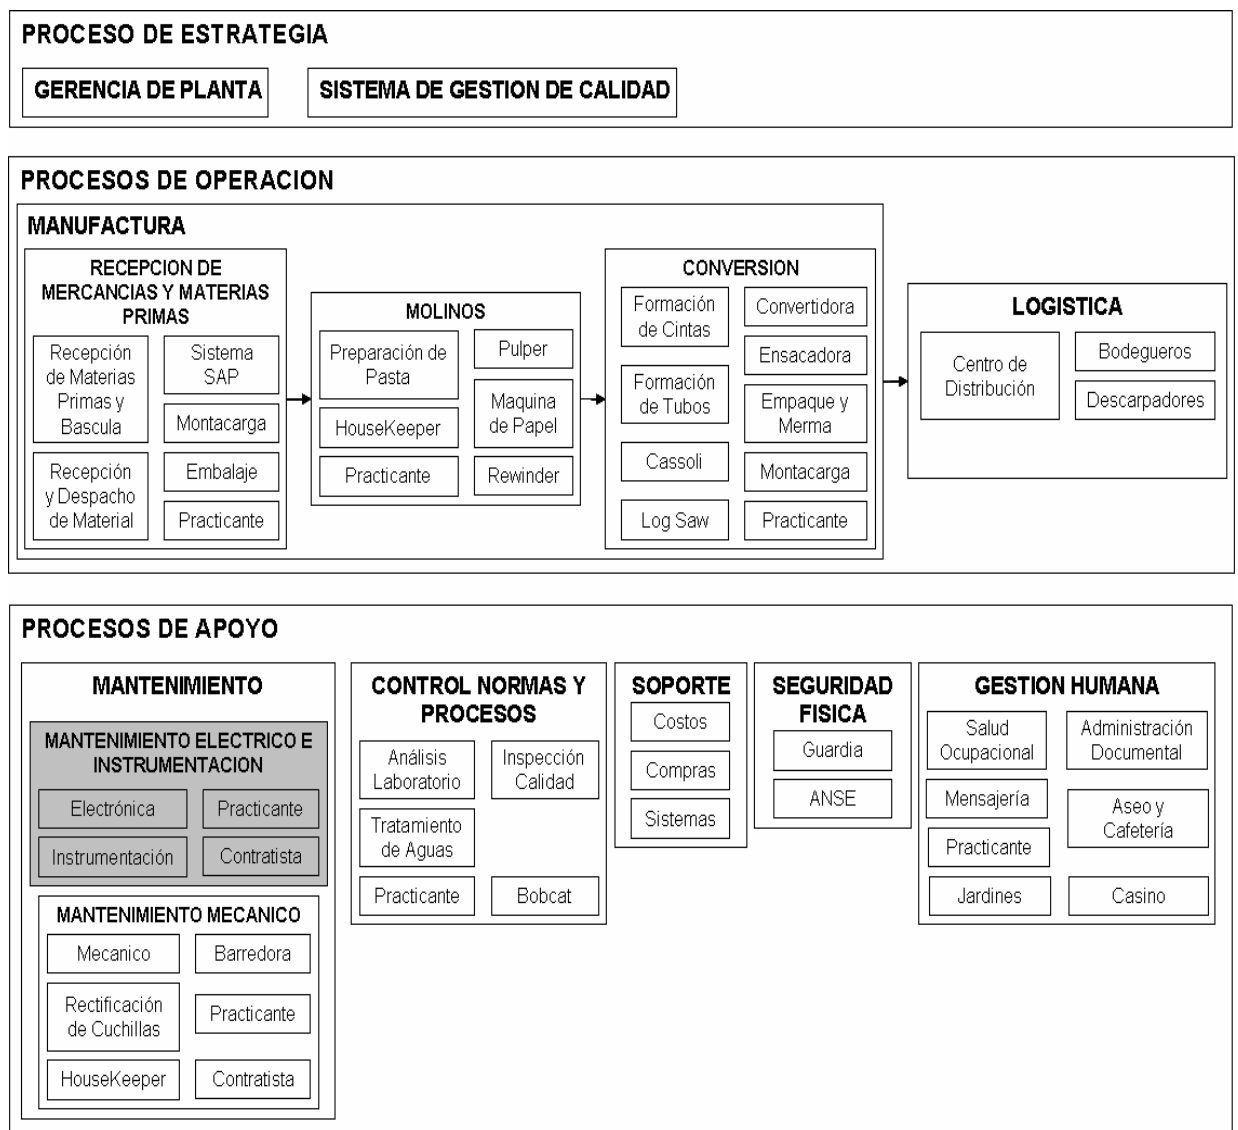 PROCESO DE ESTRATEGIA
GERENCIA DE PLANTA
SISTEMA DE GESTION DE CALIDAD
PROCESOS DE OPERACION
MANUFACTURA
RECEPCION DE
MERCANCIAS Y MATERIAS
PRIMAS
Recepción
de Materias
Primas y
Bascula
Sistema
SAP
Montacarga
Recepción
y Despacho
de Material
Embalaje
Practicante
MOLINOS
Preparación de
Pasta
Pulper
HouseKeeper
Maquina
de Papel
Practicante
Rewinder
CONVERSION
Formación
de Cintas
Convertidora
Ensacadora
Formación
de Tubos
Empaque y
Merma
Cassoli
Montacarga
Log Saw
Practicante
LOGISTICA
Centro de
Distribución
Bodegueros
Descarpadores
PROCESOS DE APOYO
MANTENIMIENTO
MANTENIMIENTO ELECTRICO E
INSTRUMENTACION
Electrónica
Practicante
Instrumentación
Contratista
MANTENIMIENTO MECANICO
Mecanico
Barredora
Rectificación
de Cuchillas
Practicante
HouseKeeper
Contratista
CONTROL NORMAS Y
PROCESOS
Análisis
Laboratorio
Inspección
Calidad
Tratamiento
de Aguas
Practicante
Bobcat
SOPORTE
Costos
Compras
Sistemas
SEGURIDAD
FISICA
Guardia
ANSE
GESTION HUMANA
Salud
Ocupacional
Administración
Documental
Mensajería
Aseo y
Cafetería
Practicante
Jardines
Casino